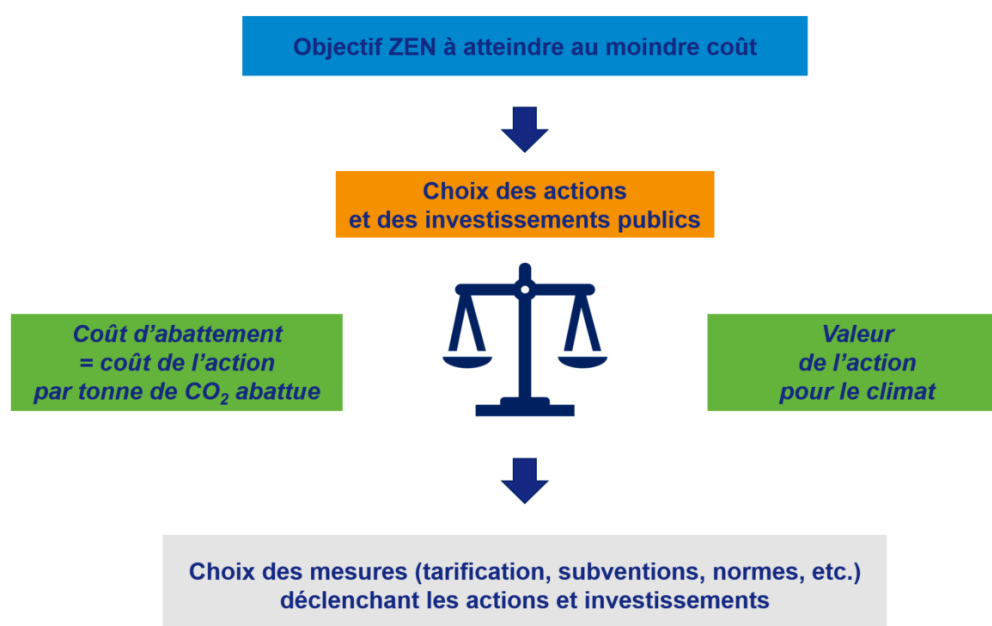 Objectif ZEN à atteindre au moindre coût
Choix des actions
et des investissements publics
Coût d’abattement
= coût de l’action
par tonne de CO₂ abattue
Valeur
de l’action
pour le climat
Choix des mesures (tarification, subventions, normes, etc.)
déclenchant les actions et investissements